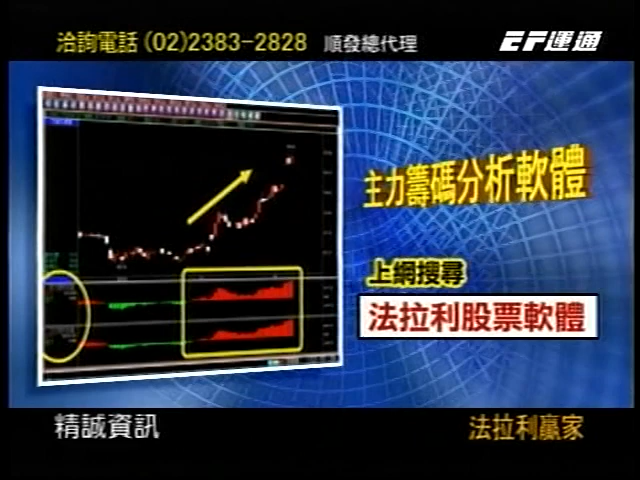 洽詢電話 (02)2383-2828 順發總代理 EF運通
主力籌碼分析軟體
上網搜尋
法拉利股票軟體
精誠資訊 法拉利贏家